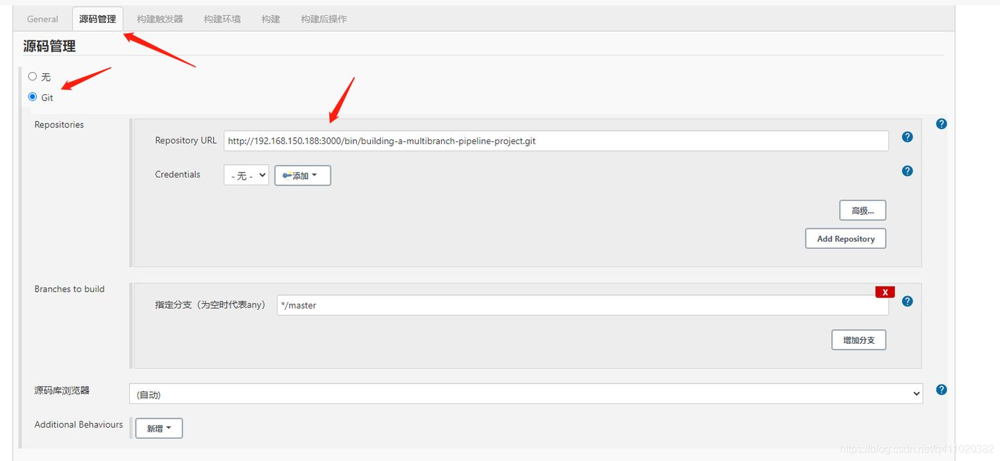 General 源码管理 构建触发器 构建环境 构建 构建后操作
源码管理
无
Git
Repositories
Repository URL http://192.168.150.188:3000/bin/building-a-multibranch-pipeline-project.git
Credentials - 无 - 添加
高级...
Add Repository
Branches to build
X
指定分支（为空时代表any） */master
增加分支
源码库浏览器 (自动)
Additional Behaviours 新增
https://blog.csdn.net/q411020382